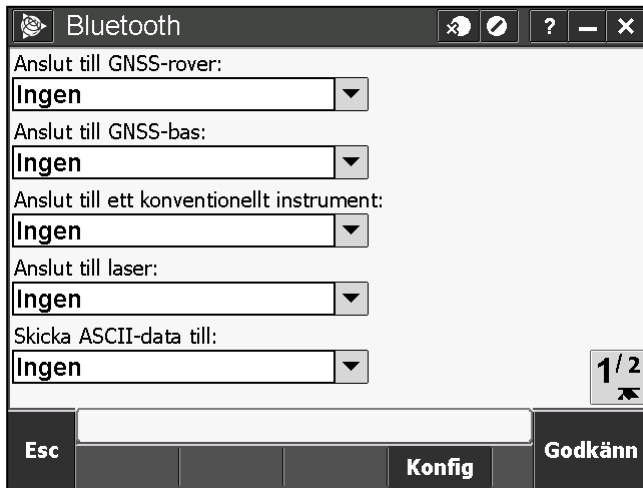 Bluetooth ? — X
Anslut till GNSS-rover:
Ingen
Anslut till GNSS-bas:
Ingen
Anslut till ett konventionellt instrument:
Ingen
Anslut till laser:
Ingen
Skicka ASCII-data till:
Ingen
1/2
Esc
Konfig
Godkänn